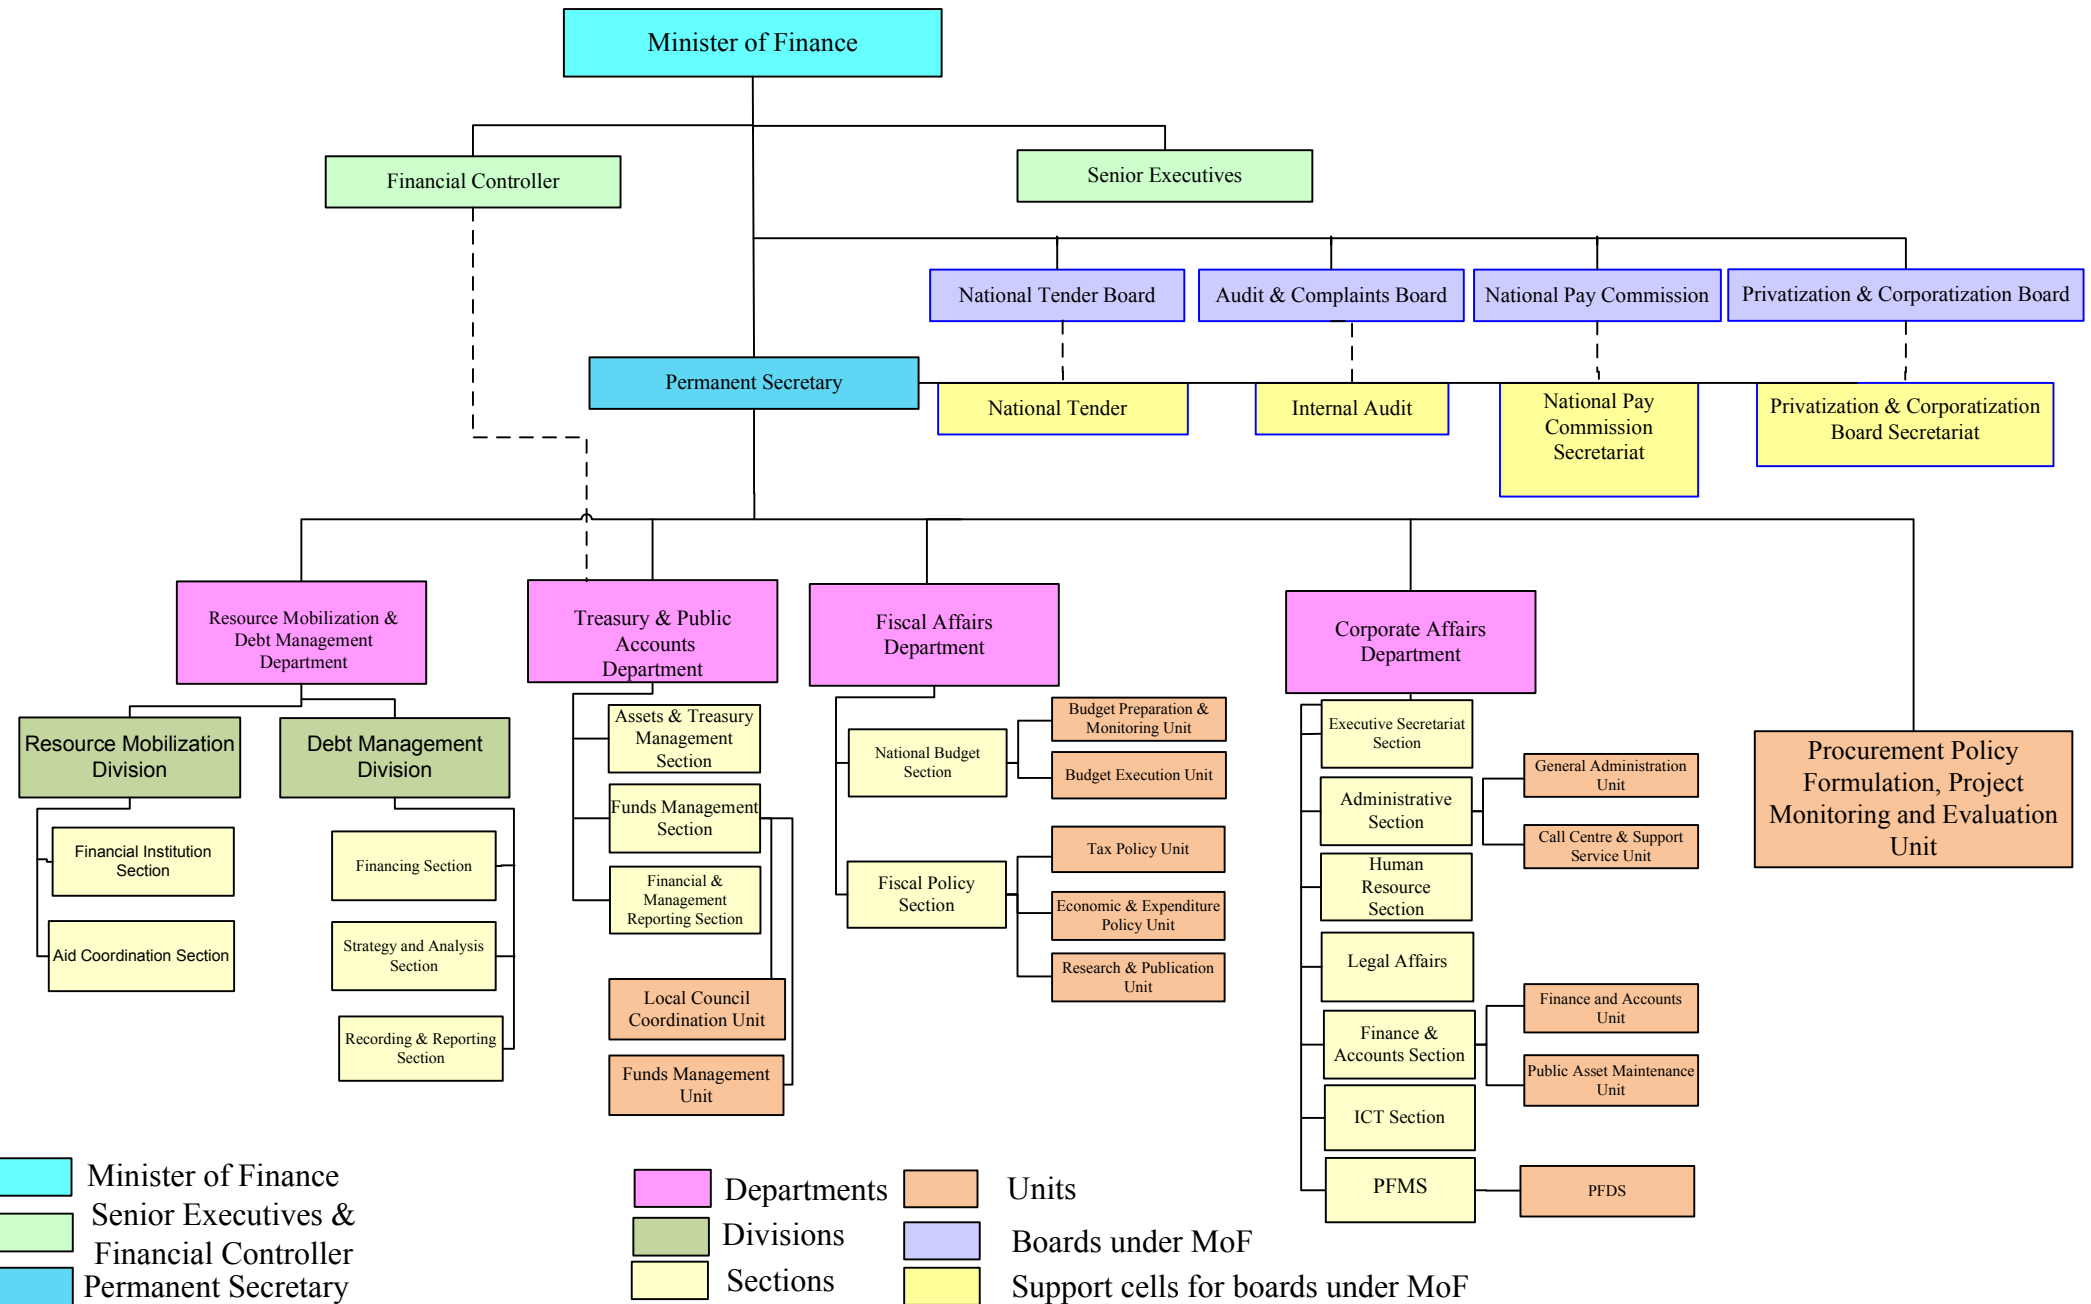 Minister of Finance
Financial Controller
Senior Executives
National Tender Board
Audit & Complaints Board
National Pay Commission
Privatization & Corporatization Board
Permanent Secretary
National Tender
Internal Audit
National Pay
Commission
Secretariat
Privatization & Corporatization
Board Secretariat
Resource Mobilization &
Debt Management
Department
Treasury & Public
Accounts
Department
Fiscal Affairs
Department
Corporate Affairs
Department
Procurement Policy
Formulation, Project
Monitoring and Evaluation
Unit
Resource Mobilization
Division
Debt Management
Division
Financial Institution
Section
Aid Coordination Section
Financing Section
Strategy and Analysis
Section
Recording & Reporting
Section
Assets & Treasury
Management
Section
Funds Management
Section
Financial &
Management
Reporting Section
Local Council
Coordination Unit
Funds Management
Unit
National Budget
Section
Budget Preparation &
Monitoring Unit
Budget Execution Unit
Fiscal Policy
Section
Tax Policy Unit
Economic & Expenditure
Policy Unit
Research & Publication
Unit
Executive Secretariat
Section
Administrative
Section
General Administration
Unit
Call Centre & Support
Service Unit
Human
Resource
Section
Legal Affairs
Finance &
Accounts Section
Finance and Accounts
Unit
Public Asset Maintenance
Unit
ICT Section
PFMS
PFDS
Minister of Finance
Senior Executives &
Financial Controller
Permanent Secretary
Departments
Divisions
Sections
Units
Boards under MoF
Support cells for boards under MoF